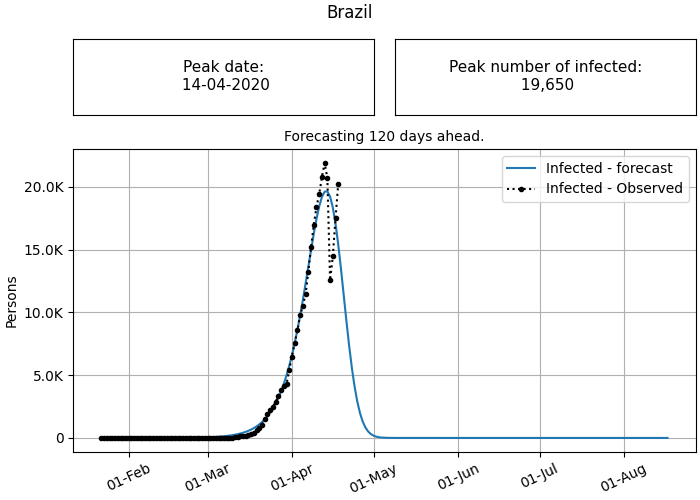 Brazil
Peak date:
14-04-2020
Peak number of infected:
19,650
Forecasting 120 days ahead.
Infected - forecast
Infected - Observed
20.0K
15.0K
10.0K
5.0K
0
Persons
01-Feb
01-Mar
01-Apr
01-May
01-Jun
01-Jul
01-Aug